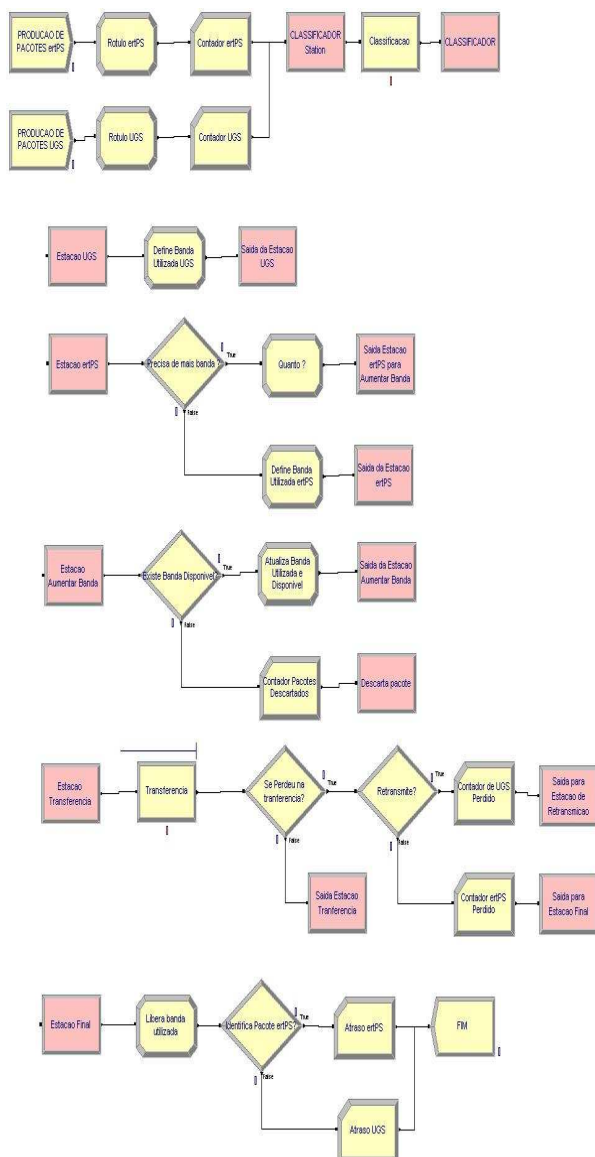 PRODUCAO DE
PACOTES ertPS
Rotulo ertPS
Contador ertPS
CLASSIFICADOR
Station
Classificacao
CLASSIFICADOR
PRODUCAO DE
PACOTES UGS
Rotulo UGS
Contador UGS
Estacao UGS
Define Banda
Utilizada UGS
Saida da Estacao
UGS
Estacao ertPS
Precisa de mais banda ?
True
False
Quanto ?
Saida Estacao
ertPS para
Aumentar Banda
Define Banda
Utilizada ertPS
Saida da Estacao
ertPS
Estacao
Aumentar Banda
Existe Banda Disponivel?
True
False
Atualiza Banda
Utilizada e
Disponivel
Saida da Estacao
Aumentar Banda
Contador Pacotes
Descartados
Descarta pacote
Estacao
Transferencia
Transferencia
Se Perdeu na
tranferencia?
True
False
Retransmite?
True
False
Contador de UGS
Perdido
Saida para
Estacao de
Retransmicao
Saida Estacao
Tranferencia
Contador ertPS
Perdido
Saida para
Estacao Final
Estacao Final
Libera banda
utilizada
Identifica Pacote ertPS?
True
False
Atraso ertPS
FIM
Atraso UGS